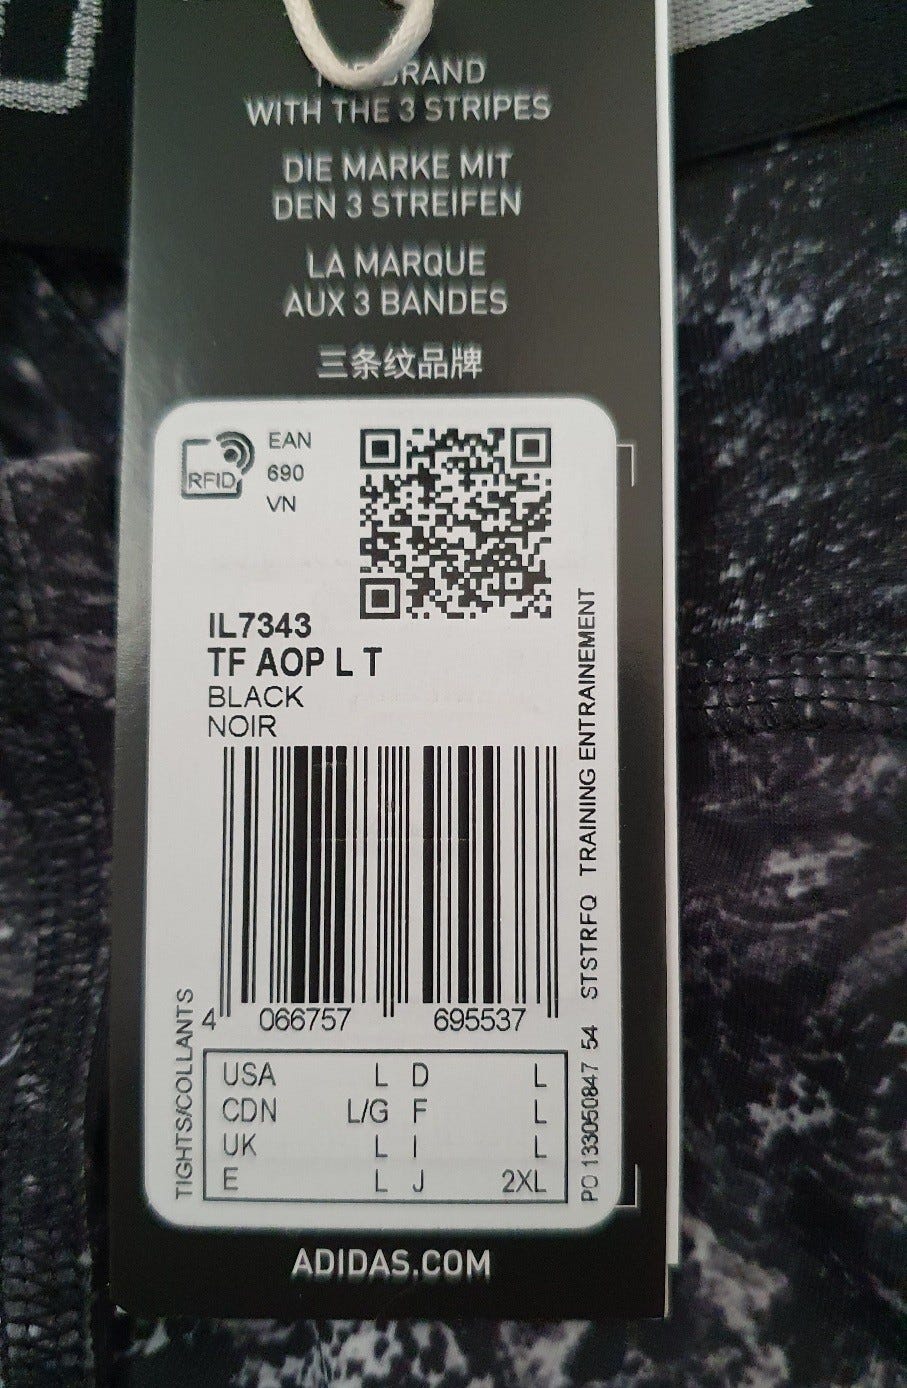 BRAND
WITH THE 3 STRIPES
DIE MARKE MIT
DEN 3 STREIFEN
LA MARQUE
AUX 3 BANDES
三条纹品牌
RFID
EAN
690
VN
IL7343
TF AOP L T
BLACK
NOIR
4 066757 695537
TIGHTS/COLLANTS
PO 133050847 54 STSTRFQ TRAINING ENTRAINEMENT
USA L D L
CDN L/G F L
UK L I L
E L J 2XL
ADIDAS.COM